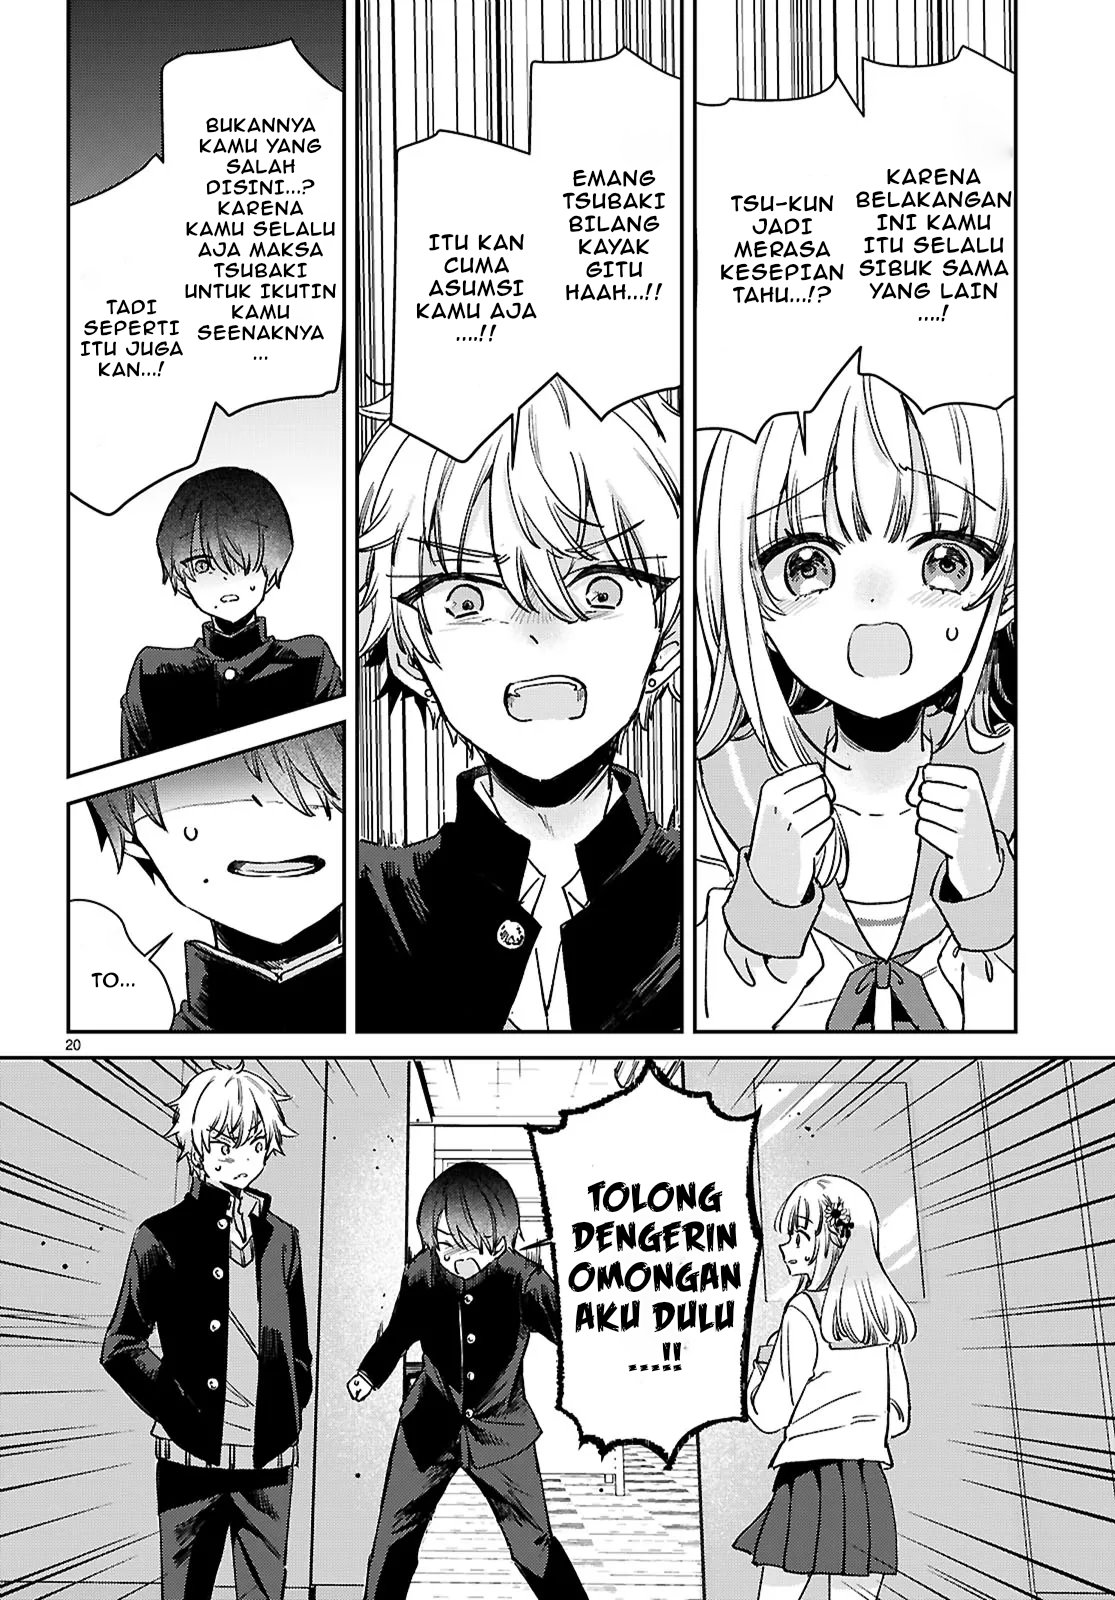 KARENA
BELAKANGAN
INI KAMU
ITU SELALU
SIBUK SAMA
YANG LAIN
....!
TSU-KUN
JADI
MERASA
KESEPIAN
TAHU...!?
EMANG
TSUBAKI
BILANG
KAYAK
GITU
HAAH...!!
ITU KAN
CUMA
ASUMSI
KAMU AJA
....!!
BUKANNYA
KAMU YANG
SALAH
DISINI...?
KARENA
KAMU SELALU
AJA MAKSA
TSUBAKI
UNTUK IKUTIN
KAMU
SEENAKNYA
...
TADI
SEPERTI
ITU JUGA
KAN...!
TO...
20
TOLONG
DENGERIN
OMONGAN
AKU DULU
....!!